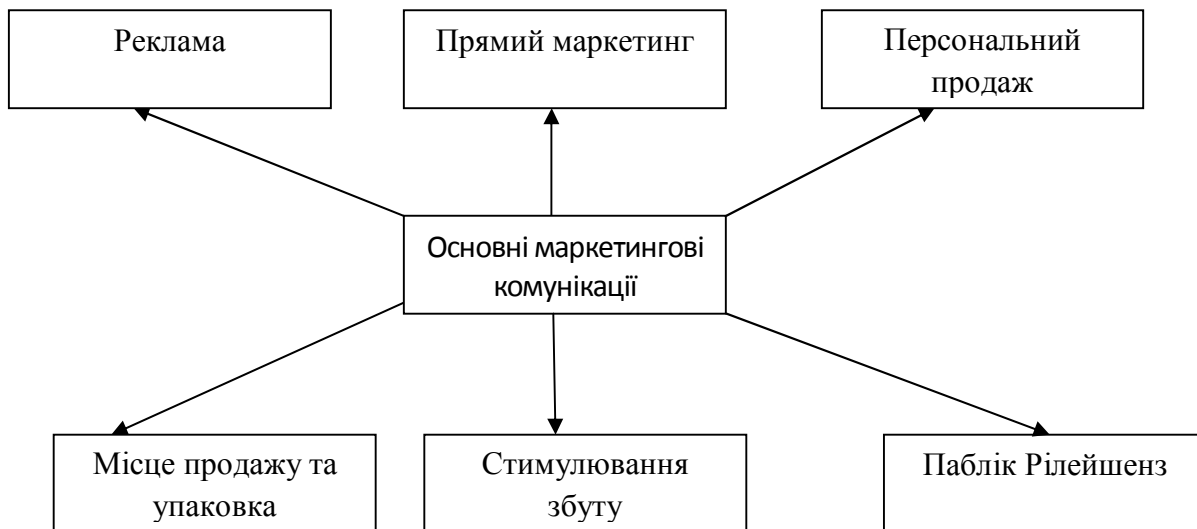 Реклама
Прямий маркетинг
Персональний
продаж
Основні маркетингові
комунікації
Місце продажу та
упаковка
Стимулювання
збуту
Паблік Рілейшенз